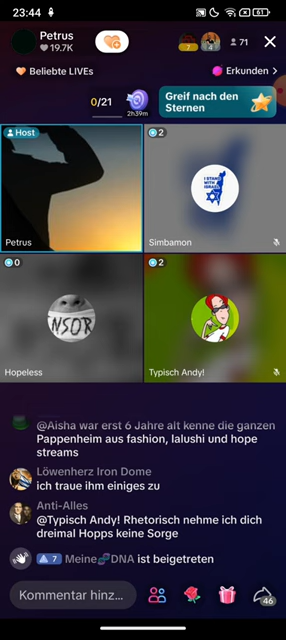 23:44
61
Petrus
19.7K
7
4
71
Beliebte LIVEs
Erkunden >
0/21
2h39m
Greif nach den
Sternen
Host
Petrus
2
I STAND
WITH
ISRAEL
Simbamon
0
NSOR
Hopeless
2
Typisch Andy!
@Aisha war erst 6 Jahre alt kenne die ganzen
Pappenheim aus fashion, lalushi und hope
streams
Löwenherz Iron Dome
ich traue ihm einiges zu
Anti-Alles
@Typisch Andy! Rhetorisch nehme ich dich
dreimal Hopps keine Sorge
7 Meine🧬DNA ist beigetreten
Kommentar hinz...
46